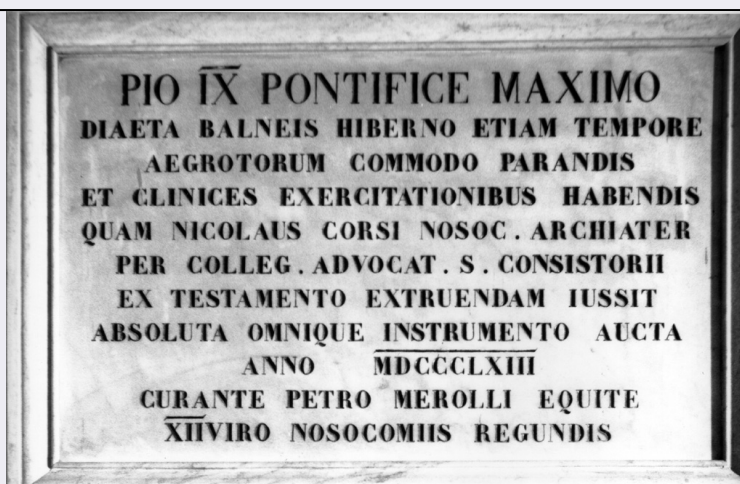 PIO IX PONTIFICE MAXIMO
DIAETA BALNEIS HIBERNO ETIAM TEMPORE
AEGROTORUM COMMODO PARANDIS
ET CLINICES EXERCITATIONIBUS HABENDIS
QUAM NICOLAUS CORSI NOSOC. ARCHIATER
PER COLLEG. ADVOCAT. S. CONSISTORII
EX TESTAMENTO EXTRUENDAM IUSSIT
ABSOLUTA OMNIQUE INSTRUMENTO AUCTA
ANNO MDCCCLXIII
CURANTE PETRO MEROLLI EQUITE
XIIVIRO NOSOCOMIIS REGUNDIS